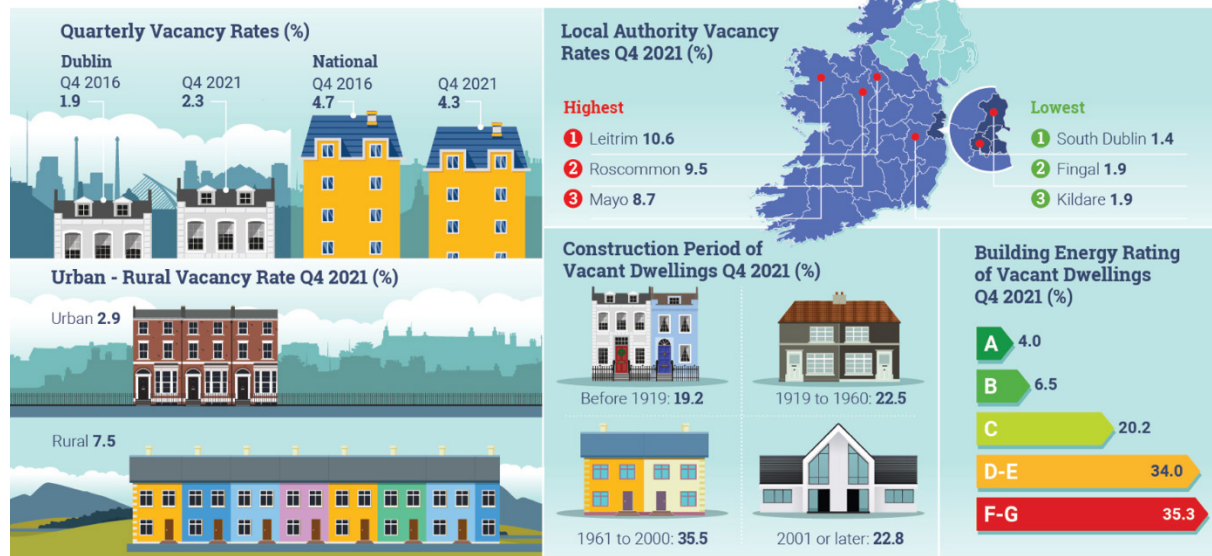 Quarterly Vacancy Rates (%)
Dublin
Q4 2016
1.9
Q4 2021
2.3
National
Q4 2016
4.7
Q4 2021
4.3
Urban - Rural Vacancy Rate Q4 2021 (%)
Urban 2.9
Rural 7.5
Local Authority Vacancy
Rates Q4 2021 (%)
Highest
1 Leitrim 10.6
2 Roscommon 9.5
3 Mayo 8.7
Lowest
1 South Dublin 1.4
2 Fingal 1.9
3 Kildare 1.9
Construction Period of
Vacant Dwellings Q4 2021 (%)
Before 1919: 19.2
1919 to 1960: 22.5
1961 to 2000: 35.5
2001 or later: 22.8
Building Energy Rating
of Vacant Dwellings
Q4 2021 (%)
A 4.0
B 6.5
C 20.2
D-E 34.0
F-G 35.3